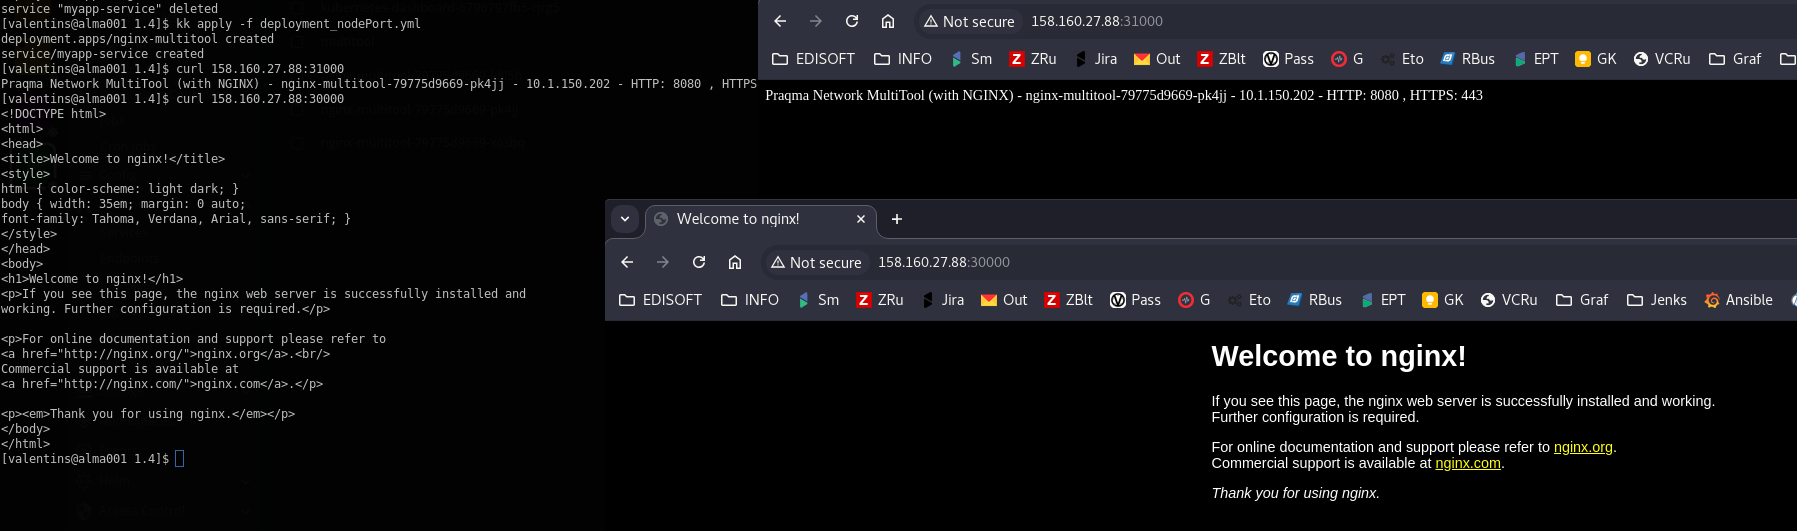 service "myapp-service" deleted
[valentins@alma001 1.4]$ kk apply -f deployment_nodePort.yml
deployment.apps/nginx-multitool created
service/myapp-service created
[valentins@alma001 1.4]$ curl 158.160.27.88:31000
Praqma Network MultiTool (with NGINX) - nginx-multitool-79775d9669-pk4jj - 10.1.150.202 - HTTP: 8080 , HTTPS
[valentins@alma001 1.4]$ curl 158.160.27.88:30000
<!DOCTYPE html>
<html>
<head>
<title>Welcome to nginx!</title>
<style>
html { color-scheme: light dark; }
body { width: 35em; margin: 0 auto;
font-family: Tahoma, Verdana, Arial, sans-serif; }
</style>
</head>
<body>
<h1>Welcome to nginx!</h1>
<p>If you see this page, the nginx web server is successfully installed and
working. Further configuration is required.</p>
<p>For online documentation and support please refer to
<a href="http://nginx.org/">nginx.org</a>.<br/>
Commercial support is available at
<a href="http://nginx.com/">nginx.com</a>.</p>
<p><em>Thank you for using nginx.</em></p>
</body>
</html>
[valentins@alma001 1.4]$
Not secure 158.160.27.88:31000
EDISOFT INFO Sm ZRu Jira Out ZBlt Pass G Eto RBus EPT GK VCRu Graf
Praqma Network MultiTool (with NGINX) - nginx-multitool-79775d9669-pk4jj - 10.1.150.202 - HTTP: 8080 , HTTPS: 443
Welcome to nginx!
Not secure 158.160.27.88:30000
EDISOFT INFO Sm ZRu Jira Out ZBlt Pass G Eto RBus EPT GK VCRu Graf Jenks Ansible
Welcome to nginx!
If you see this page, the nginx web server is successfully installed and working.
Further configuration is required.
For online documentation and support please refer to nginx.org.
Commercial support is available at nginx.com.
Thank you for using nginx.